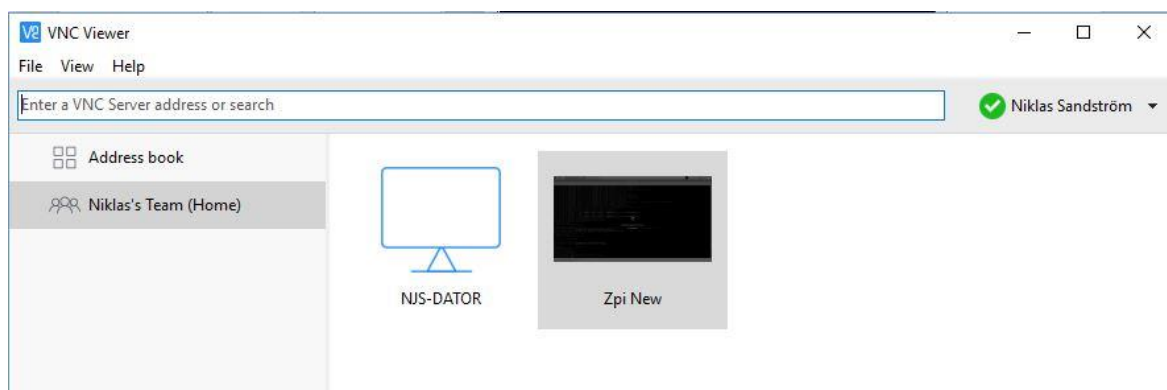 VNC Viewer
File View Help
Enter a VNC Server address or search
Niklas Sandström
Address book
Niklas's Team (Home)
NJS-DATOR
Zpi New